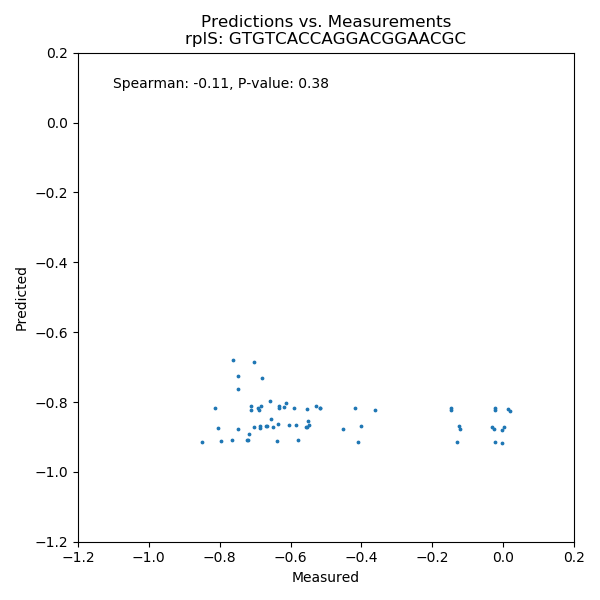 Predictions vs. Measurements
rplS: GTGTCACCAGGACGGAACGC
0.2
Spearman: -0.11, P-value: 0.38
0.0
−0.2
−0.4
Predicted
−0.6
−0.8
−1.0
−1.2
−1.2 −1.0 −0.8 −0.6 −0.4 −0.2 0.0 0.2
Measured